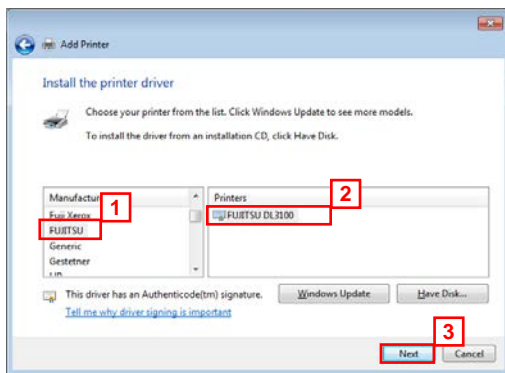 Add Printer
Install the printer driver
Choose your printer from the list. Click Windows Update to see more models.
To install the driver from an installation CD, click Have Disk.
Manufactur
1
Printers
2
Fuji Xerox
FUJITSU
FUJITSU DL3100
Generic
Gestetner
This driver has an Authenticode(tm) signature.
Windows Update
Have Disk...
Tell me why driver signing is important
3
Next
Cancel